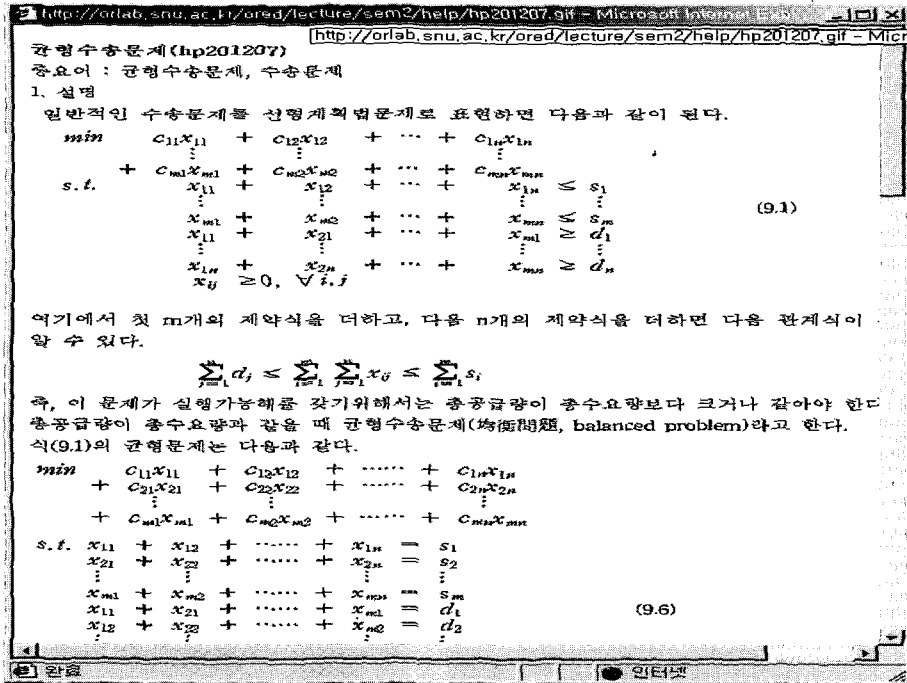 http://orlab.snu.ac.kr/ored/lecture/sem2/help/hp201207.gif - Microsoft Internet
http://orlab.snu.ac.kr/ored/lecture/sem2/help/hp201207.gif - Micr
균형수송문제(hp201207)
중요어 : 균형수송문제, 수송문제
1. 설명
일반적인 수송문제를 선형계획법문제로 표현하면 다음과 같이 된다.
min c₁₁x₁₁ + c₁₂x₁₂ + ⋯ + c₁ₙx₁ₙ
⋮ ⋮ ⋮
+ cₘ₁xₘ₁ + cₘ₂xₘ₂ + ⋯ + cₘₙxₘₙ
s.t. x₁₁ + x₁₂ + ⋯ + x₁ₙ ≤ s₁
⋮ ⋮ ⋮ ⋮
(9.1)
xₘ₁ + xₘ₂ + ⋯ + xₘₙ ≤ sₘ
x₁₁ + x₂₁ + ⋯ + xₘ₁ ≥ d₁
⋮ ⋮ ⋮ ⋮
x₁ₙ + x₂ₙ + ⋯ + xₘₙ ≥ dₙ
xᵢⱼ ≥0, ∀ i,j
여기에서 첫 m개의 제약식을 더하고, 다음 n개의 제약식을 더하면 다음 관계식이
알 수 있다.
∑ⱼ₌₁ⁿ dⱼ ≤ ∑ᵢ₌₁ᵐ ∑ⱼ₌₁ⁿ xᵢⱼ ≤ ∑ᵢ₌₁ᵐ sᵢ
즉, 이 문제가 실행가능해를 갖기위해서는 총공급량이 총수요량보다 크거나 같아야 한다
총공급량이 총수요량과 같을 때 균형수송문제(均衡問題, balanced problem)라고 한다.
식(9.1)의 균형문제는 다음과 같다.
min c₁₁x₁₁ + c₁₂x₁₂ + ⋯⋯ + c₁ₙx₁ₙ
+ c₂₁x₂₁ + c₂₂x₂₂ + ⋯⋯ + c₂ₙx₂ₙ
⋮ ⋮ ⋮
+ cₘ₁xₘ₁ + cₘ₂xₘ₂ + ⋯⋯ + cₘₙxₘₙ
s.t. x₁₁ + x₁₂ + ⋯⋯ + x₁ₙ = s₁
x₂₁ + x₂₂ + ⋯⋯ + x₂ₙ = s₂
⋮ ⋮ ⋮
xₘ₁ + xₘ₂ + ⋯⋯ + xₘₙ = sₘ
x₁₁ + x₂₁ + ⋯⋯ + xₘ₁ = d₁ (9.6)
x₁₂ + x₂₂ + ⋯⋯ + xₘ₂ = d₂
⋮ ⋮ ⋮
완료
인터넷